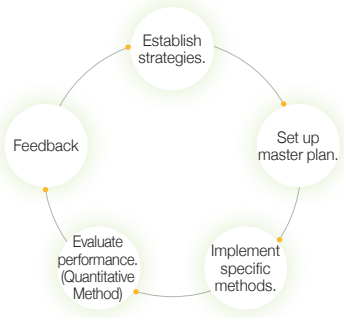 Establish
strategies.
Set up
master plan.
Implement
specific
methods.
Evaluate
performance.
(Quantitative
Method)
Feedback